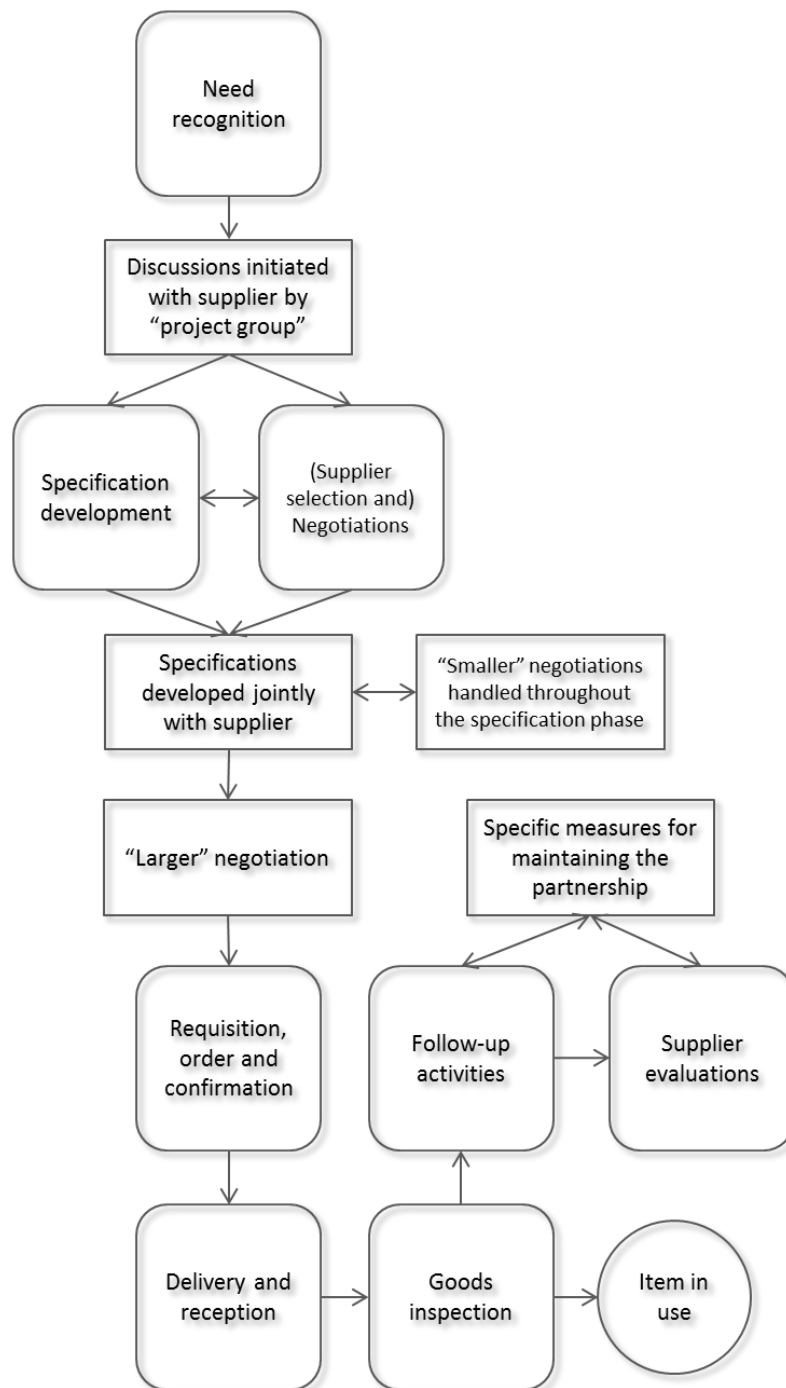 Need
recognition
Discussions initiated
with supplier by
“project group”
Specification
development
(Supplier
selection and)
Negotiations
Specifications
developed jointly
with supplier
“Smaller” negotiations
handled throughout
the specification phase
“Larger” negotiation
Specific measures for
maintaining the
partnership
Requisition,
order and
confirmation
Follow-up
activities
Supplier
evaluations
Delivery and
reception
Goods
inspection
Item in
use